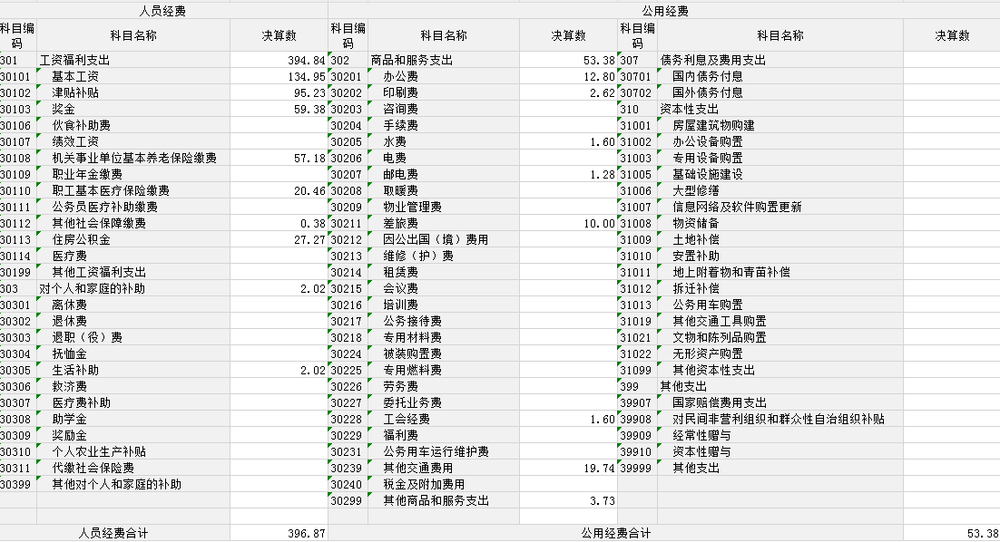 人员经费 公用经费
科目编码 科目名称 决算数 科目编码 科目名称 决算数 科目编码 科目名称 决算数
301 工资福利支出 394.84 302 商品和服务支出 53.38 307 债务利息及费用支出
30101 基本工资 134.95 30201 办公费 12.80 30701 国内债务付息
30102 津贴补贴 95.23 30202 印刷费 2.62 30702 国外债务付息
30103 奖金 59.38 30203 咨询费 310 资本性支出
30106 伙食补助费 30204 手续费 31001 房屋建筑物购建
30107 绩效工资 30205 水费 1.60 31002 办公设备购置
30108 机关事业单位基本养老保险缴费 57.18 30206 电费 31003 专用设备购置
30109 职业年金缴费 30207 邮电费 1.28 31005 基础设施建设
30110 职工基本医疗保险缴费 20.46 30208 取暖费 31006 大型修缮
30111 公务员医疗补助缴费 30209 物业管理费 31007 信息网络及软件购置更新
30112 其他社会保障缴费 0.38 30211 差旅费 10.00 31008 物资储备
30113 住房公积金 27.27 30212 因公出国（境）费用 31009 土地补偿
30114 医疗费 30213 维修（护）费 31010 安置补助
30199 其他工资福利支出 30214 租赁费 31011 地上附着物和青苗补偿
303 对个人和家庭的补助 2.02 30215 会议费 31012 拆迁补偿
30301 离休费 30216 培训费 31013 公务用车购置
30302 退休费 30217 公务接待费 31019 其他交通工具购置
30303 退职（役）费 30218 专用材料费 31021 文物和陈列品购置
30304 抚恤金 30224 被装购置费 31022 无形资产购置
30305 生活补助 2.02 30225 专用燃料费 31099 其他资本性支出
30306 救济费 30226 劳务费 399 其他支出
30307 医疗费补助 30227 委托业务费 39907 国家赔偿费用支出
30308 助学金 30228 工会经费 1.60 39908 对民间非营利组织和群众性自治组织补贴
30309 奖励金 30229 福利费 39909 经常性赠与
30310 个人农业生产补贴 30231 公务用车运行维护费 39910 资本性赠与
30311 代缴社会保险费 30239 其他交通费用 19.74 39999 其他支出
30399 其他对个人和家庭的补助 30240 税金及附加费用
30299 其他商品和服务支出 3.73
人员经费合计 396.87 公用经费合计 53.38